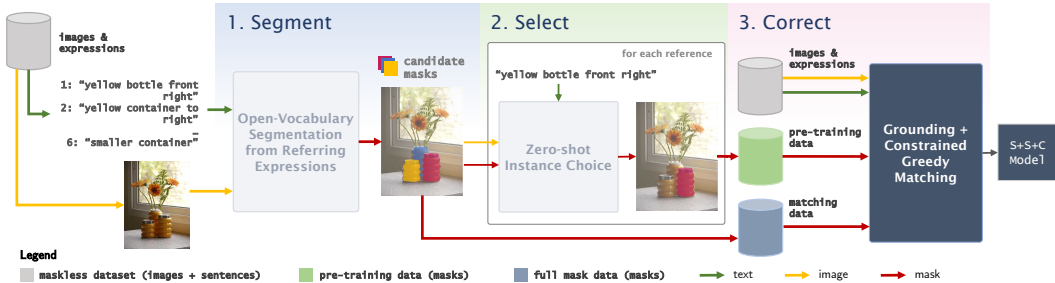 1. Segment
2. Select
3. Correct
images &
expressions
1: "yellow bottle front
right"
2: "yellow container to
right"
6: "smaller container"
Open-Vocabulary
Segmentation
from Referring
Expressions
candidate
masks
for each reference
"yellow bottle front right"
Zero-shot
Instance Choice
images &
expressions
pre-training
data
matching
data
Grounding +
Constrained
Greedy
Matching
S+S+C
Model
Legend
maskless dataset (images + sentences)
pre-training data (masks)
full mask data (masks)
text
image
mask